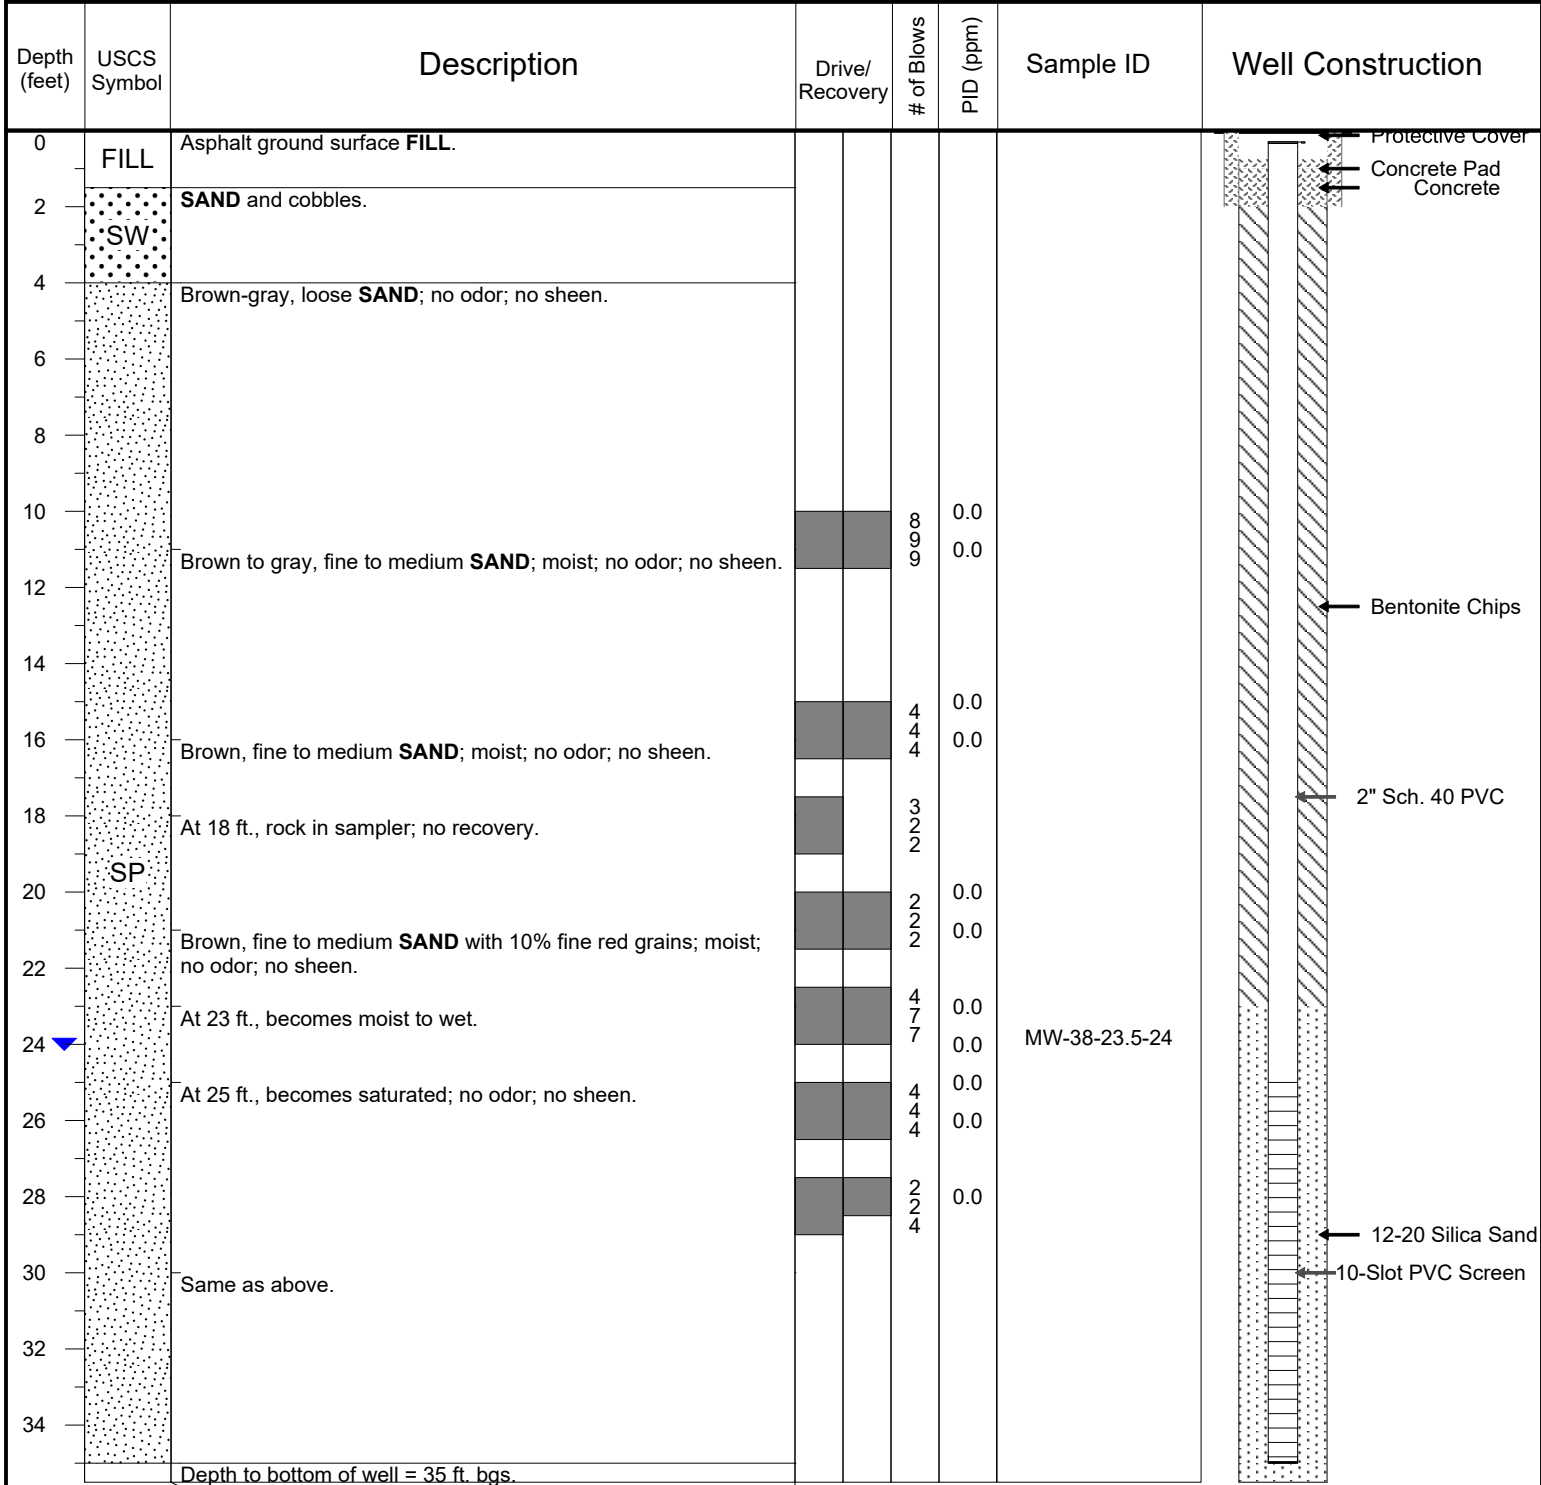 Depth
(feet)
USCS
Symbol
Description
Drive/
Recovery
# of Blows
PID (ppm)
Sample ID
Well Construction
0
FILL
Asphalt ground surface FILL.
Protective Cover
Concrete Pad
Concrete
2
SAND and cobbles.
SW
4
Brown-gray, loose SAND; no odor; no sheen.
6
8
10
8
9
9
0.0
0.0
Brown to gray, fine to medium SAND; moist; no odor; no sheen.
12
Bentonite Chips
14
4
4
4
0.0
0.0
16
Brown, fine to medium SAND; moist; no odor; no sheen.
2" Sch. 40 PVC
18
At 18 ft., rock in sampler; no recovery.
3
2
2
SP
20
2
2
2
0.0
0.0
Brown, fine to medium SAND with 10% fine red grains; moist;
no odor; no sheen.
22
4
7
7
0.0
0.0
At 23 ft., becomes moist to wet.
24
MW-38-23.5-24
At 25 ft., becomes saturated; no odor; no sheen.
4
4
4
0.0
0.0
26
28
2
2
4
0.0
12-20 Silica Sand
10-Slot PVC Screen
30
Same as above.
32
34
Depth to bottom of well = 35 ft. bgs.